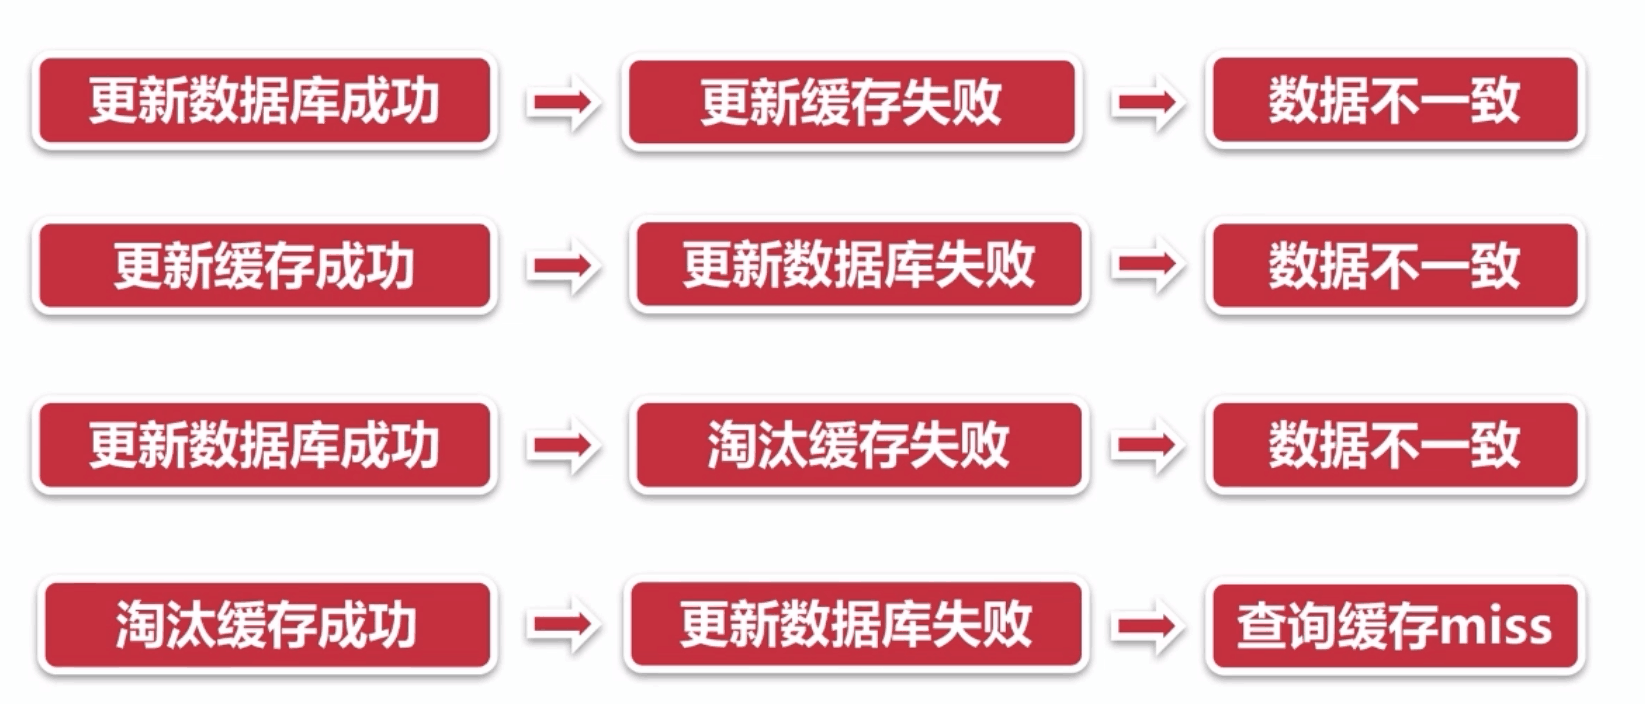 更新数据库成功 更新缓存失败 数据不一致
更新缓存成功 更新数据库失败 数据不一致
更新数据库成功 淘汰缓存失败 数据不一致
淘汰缓存成功 更新数据库失败 查询缓存miss